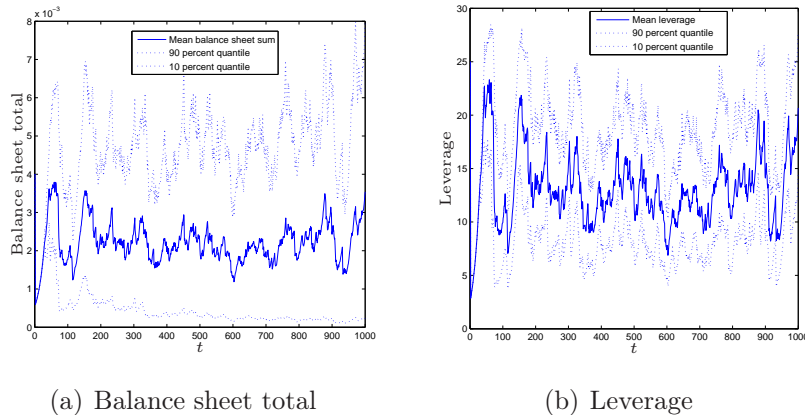 8 x 10⁻³
Mean balance sheet sum
90 percent quantile
10 percent quantile
7
6
5
4
3
2
1
0
0 100 200 300 400 500 600 700 800 900 1000
Balance sheet total
t
(a) Balance sheet total
30
Mean leverage
90 percent quantile
10 percent quantile
25
20
15
10
5
0
0 100 200 300 400 500 600 700 800 900 1000
Leverage
t
(b) Leverage